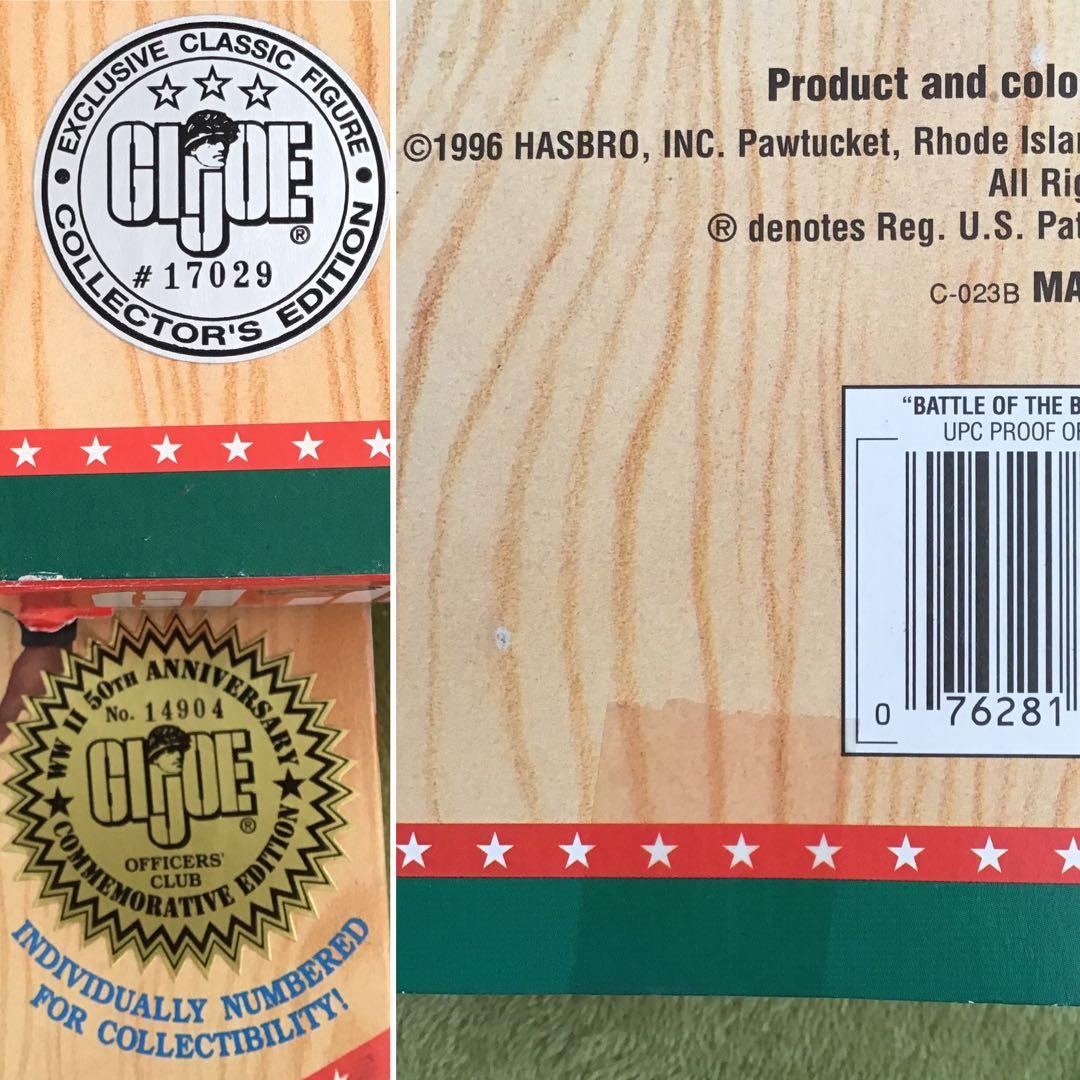 EXCLUSIVE CLASSIC FIGURE
GI JOE
®
#17029
COLLECTOR'S EDITION
WW II 50TH ANNIVERSARY
No. 14904
GI JOE
®
OFFICERS'
CLUB
COMMEMORATIVE EDITION
INDIVIDUALLY NUMBERED
FOR COLLECTIBILITY!
Product and colo
©1996 HASBRO, INC. Pawtucket, Rhode Islan
All Rig
® denotes Reg. U.S. Pat
C-023B MA
"BATTLE OF THE B
UPC PROOF OF
0 76281